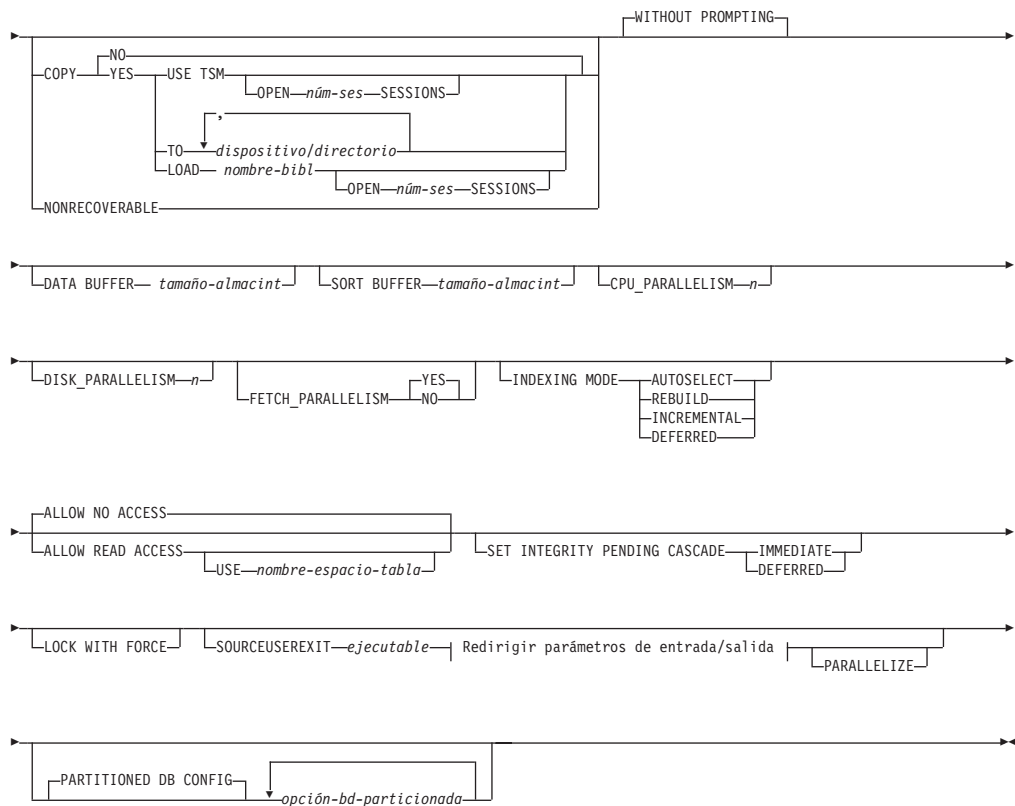 WITHOUT PROMPTING
NO
COPY YES USE TSM
OPEN núm-ses SESSIONS
,
TO dispositivo/directorio
LOAD nombre-bibl
OPEN núm-ses SESSIONS
NONRECOVERABLE
DATA BUFFER tamaño-almacint SORT BUFFER tamaño-almacint CPU_PARALLELISM n
DISK_PARALLELISM n YES INDEXING MODE AUTOSELECT
FETCH_PARALLELISM NO REBUILD
INCREMENTAL
DEFERRED
ALLOW NO ACCESS
ALLOW READ ACCESS SET INTEGRITY PENDING CASCADE IMMEDIATE
USE nombre-espacio-tabla DEFERRED
LOCK WITH FORCE SOURCEUSEREXIT ejecutable Redirigir parámetros de entrada/salida
PARALLELIZE
PARTITIONED DB CONFIG
opción-bd-particionada